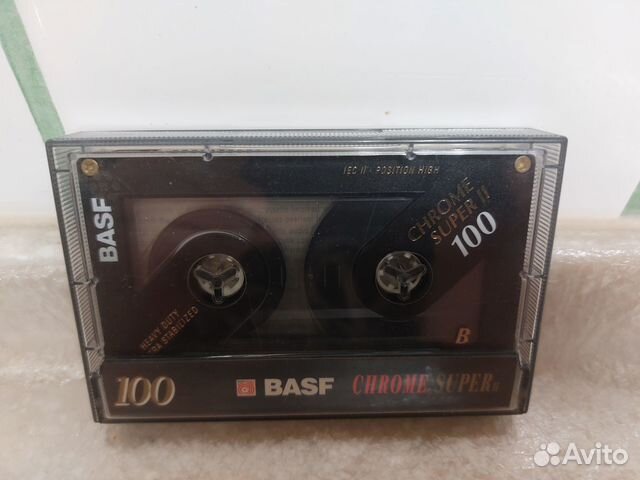 IEC II · POSITION HIGH
BASF
CHROME
SUPER II
100
HEAVY DUTY
STABILIZED
B
100 BASF CHROME SUPER II
Avito